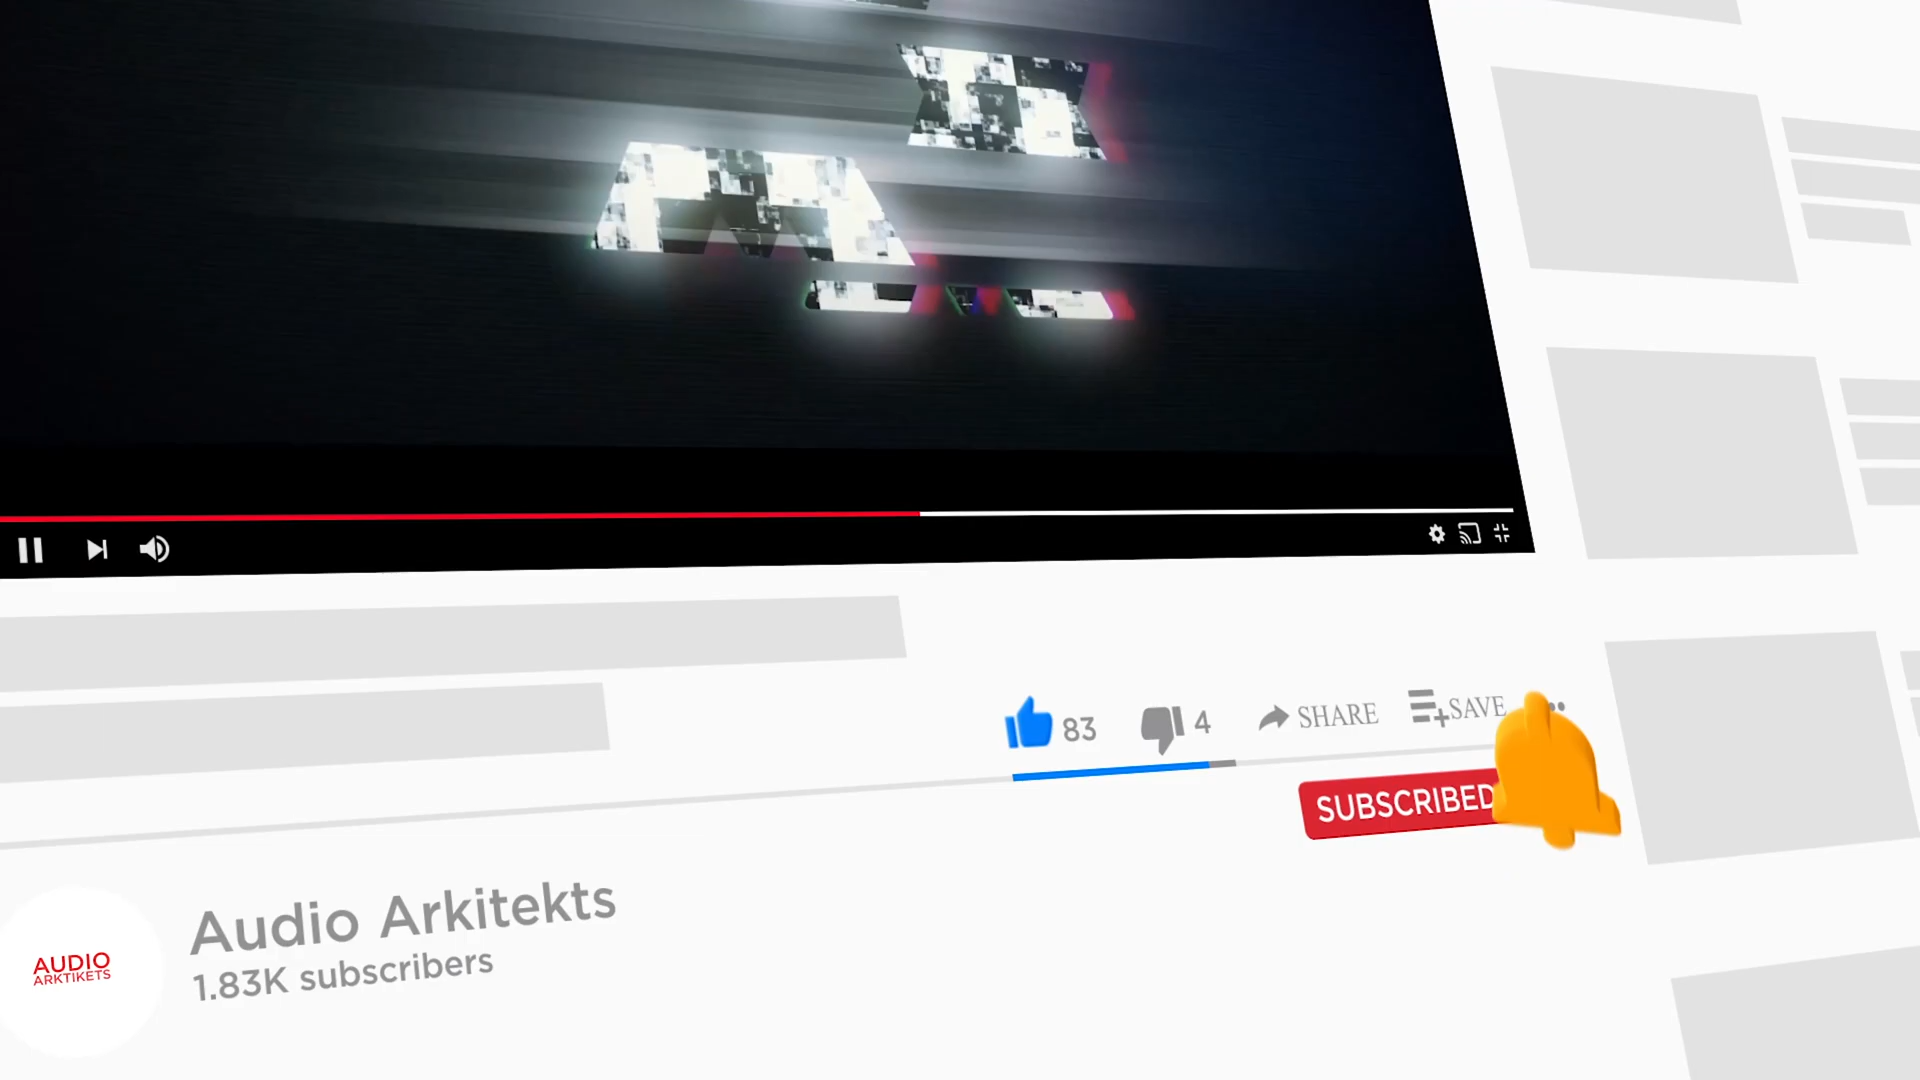 83
4
SHARE
SAVE
SUBSCRIBED
Audio Arkitekts
1.83K subscribers
AUDIO
ARKTIKETS